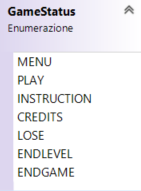 GameStatus
Enumerazione
MENU
PLAY
INSTRUCTION
CREDITS
LOSE
ENDLEVEL
ENDGAME